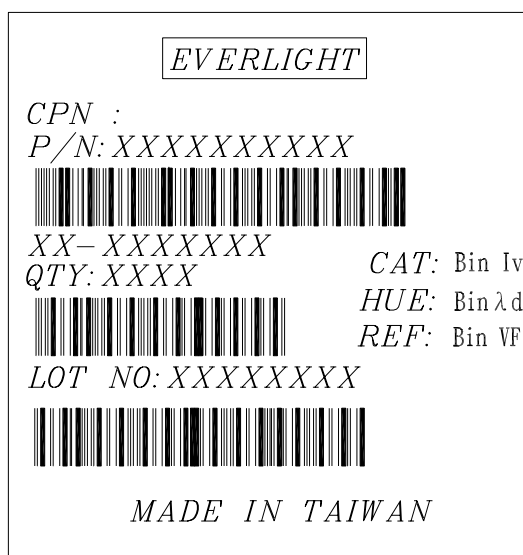 EVERLIGHT
CPN :
P/N: XXXXXXXXXX
XX-XXXXXXX
QTY: XXXX
CAT: Bin Iv
HUE: Bin λd
REF: Bin VF
LOT NO: XXXXXXXX
MADE IN TAIWAN